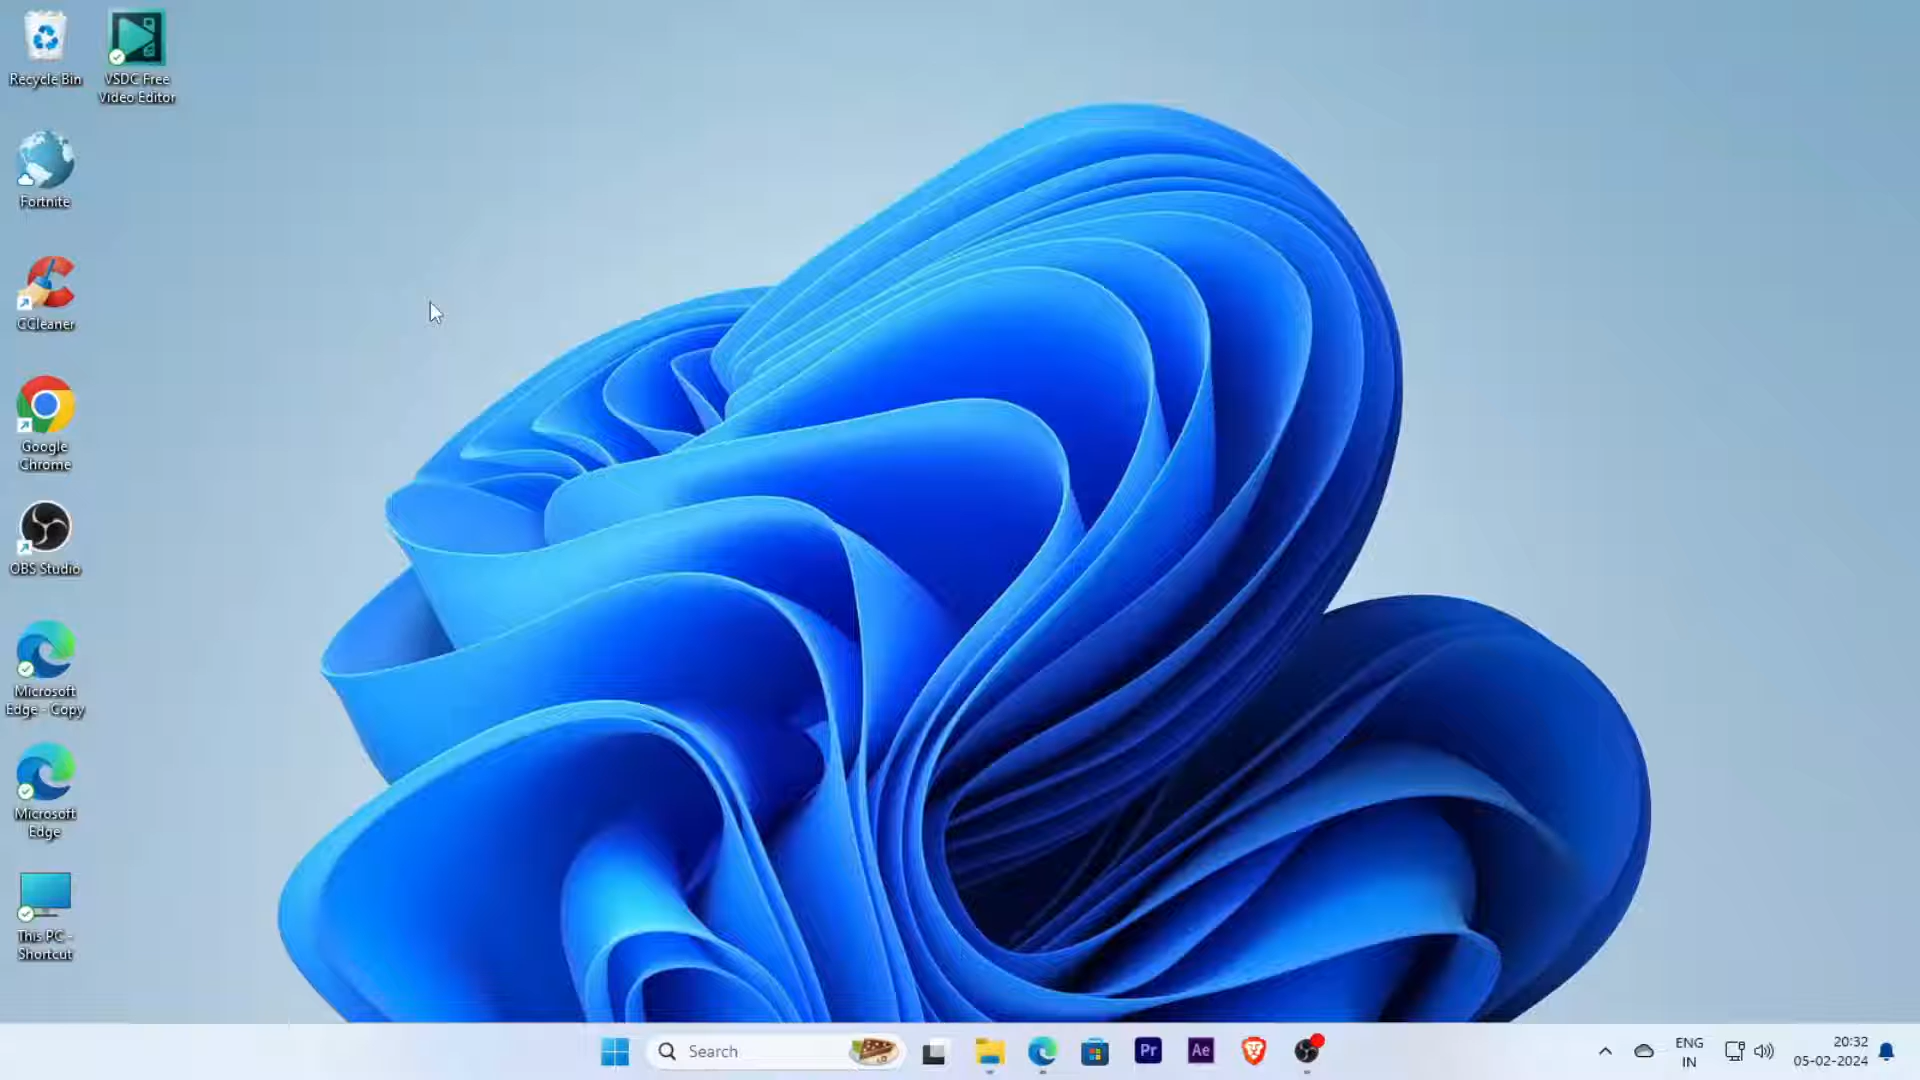 Recycle Bin
VSDC Free
Video Editor
Fortnite
CCleaner
Google
Chrome
OBS Studio
Microsoft
Edge - Copy
Microsoft
Edge
This PC -
Shortcut
Search
Pr
Ae
ENG
IN
20:32
05-02-2024